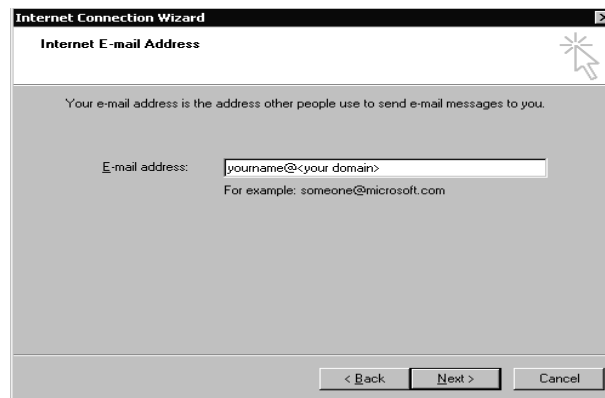 Internet Connection Wizard
Internet E-mail Address
Your e-mail address is the address other people use to send e-mail messages to you.
E-mail address: yourname@<your domain>
For example: someone@microsoft.com
< Back Next > Cancel